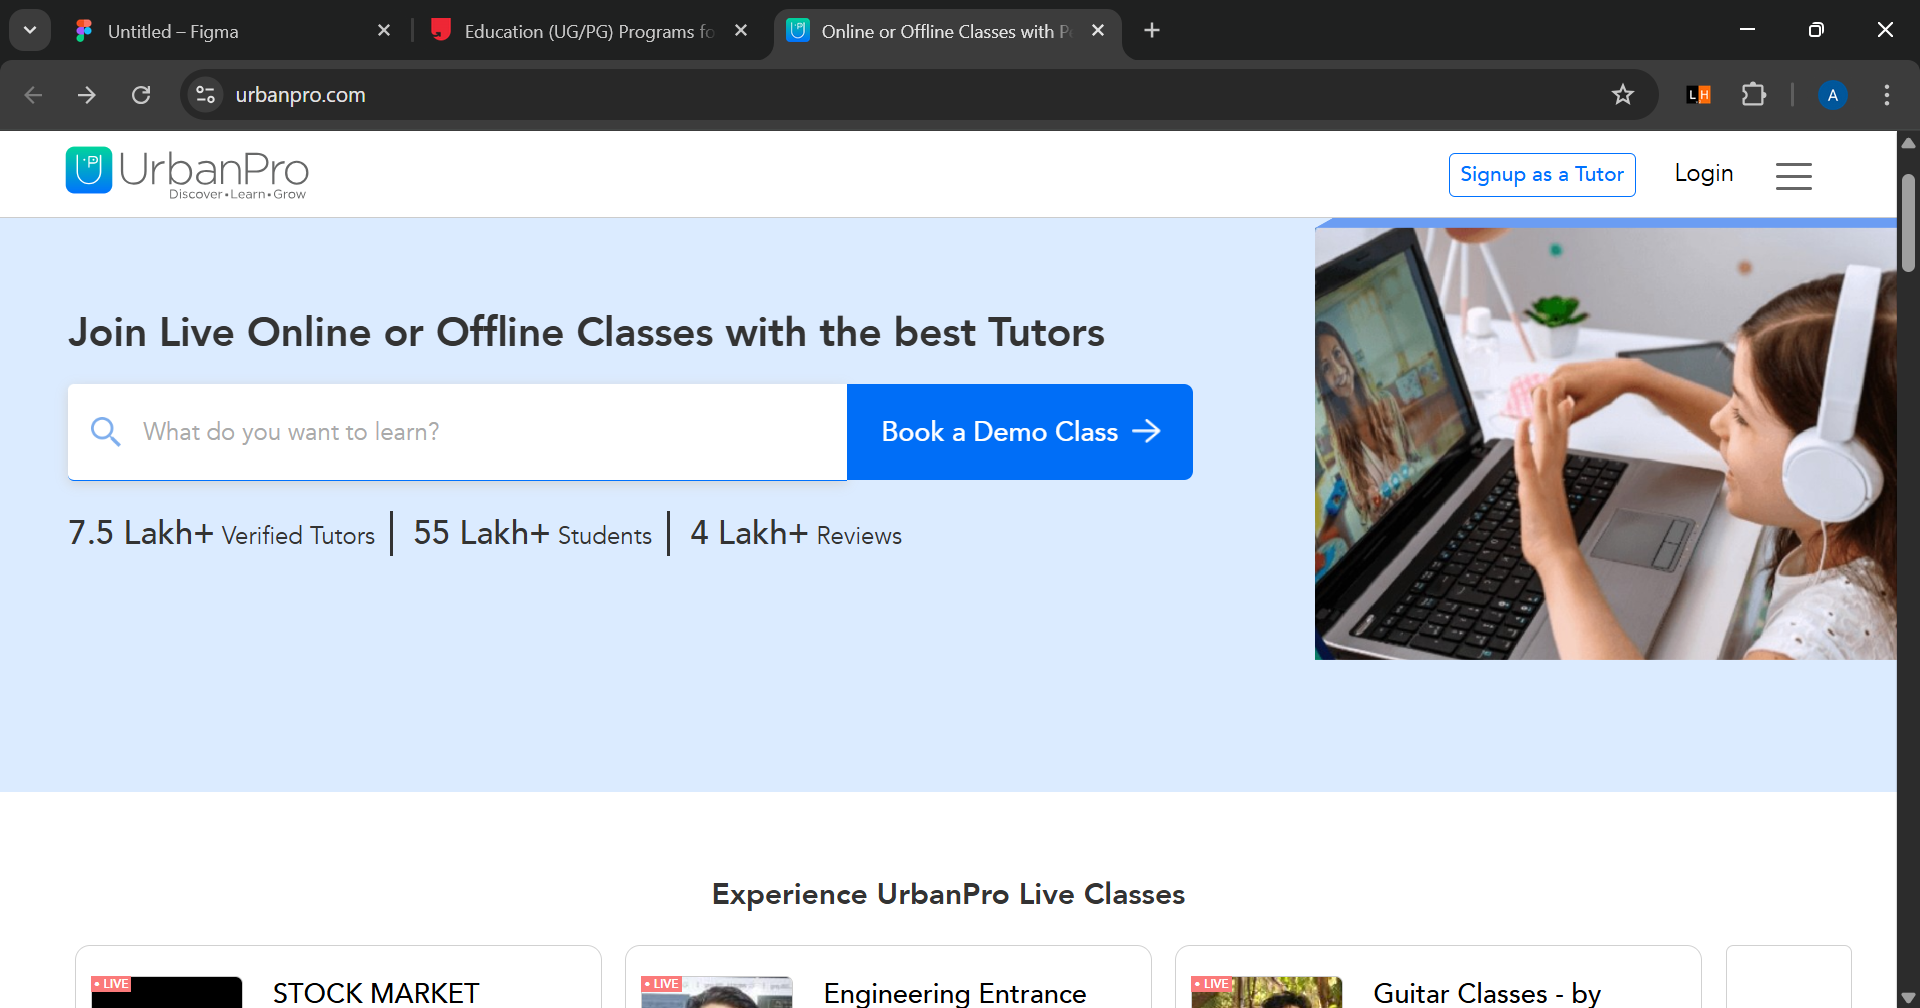 Untitled – Figma
Education (UG/PG) Programs fo
Online or Offline Classes with P
urbanpro.com
LH
A
UrbanPro
Discover•Learn•Grow
Signup as a Tutor
Login
Join Live Online or Offline Classes with the best Tutors
What do you want to learn?
Book a Demo Class
7.5 Lakh+ Verified Tutors
55 Lakh+ Students
4 Lakh+ Reviews
Experience UrbanPro Live Classes
• LIVE
STOCK MARKET
• LIVE
Engineering Entrance
• LIVE
Guitar Classes - by